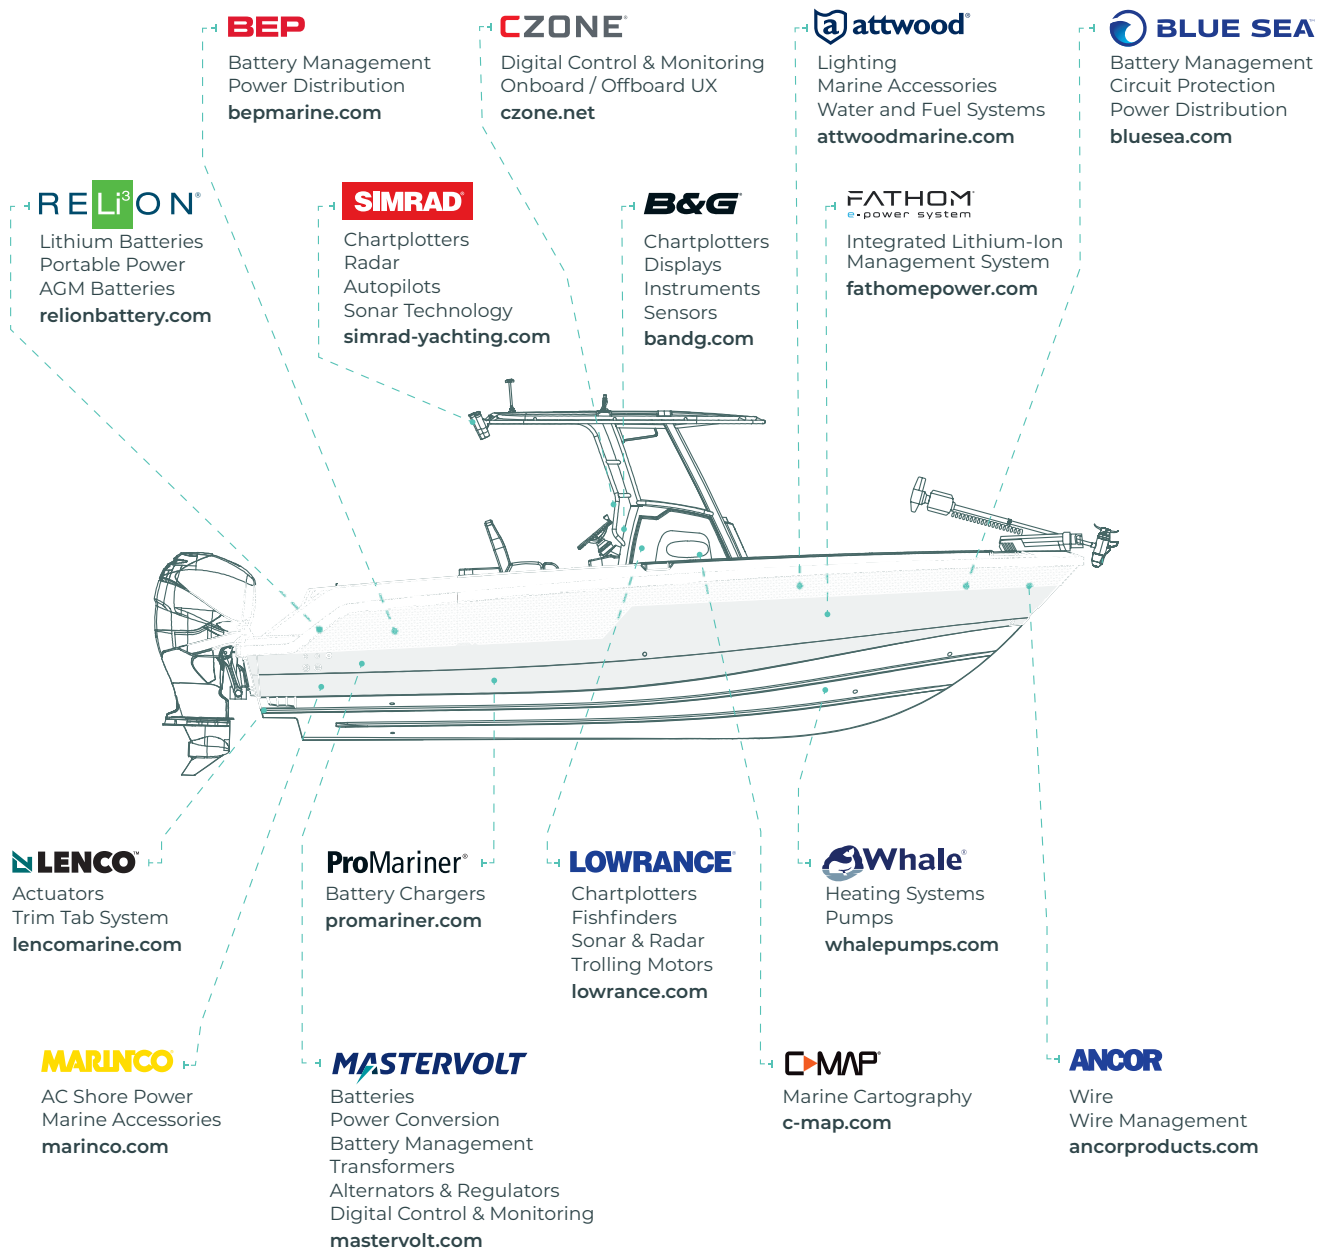 BEP
Battery Management
Power Distribution
bepmarine.com
CZONE®
Digital Control & Monitoring
Onboard / Offboard UX
czone.net
a attwood®
Lighting
Marine Accessories
Water and Fuel Systems
attwoodmarine.com
BLUE SEA™
Battery Management
Circuit Protection
Power Distribution
bluesea.com
RELi³ON®
Lithium Batteries
Portable Power
AGM Batteries
relionbattery.com
SIMRAD®
Chartplotters
Radar
Autopilots
Sonar Technology
simrad-yachting.com
B&G®
Chartplotters
Displays
Instruments
Sensors
bandg.com
FATHOM™
e-power system
Integrated Lithium-Ion
Management System
fathomepower.com
LENCO™
Actuators
Trim Tab System
lencomarine.com
ProMariner®
Battery Chargers
promariner.com
LOWRANCE®
Chartplotters
Fishfinders
Sonar & Radar
Trolling Motors
lowrance.com
Whale®
Heating Systems
Pumps
whalepumps.com
MARINCO®
AC Shore Power
Marine Accessories
marinco.com
MASTERVOLT
Batteries
Power Conversion
Battery Management
Transformers
Alternators & Regulators
Digital Control & Monitoring
mastervolt.com
C-MAP®
Marine Cartography
c-map.com
ANCOR
Wire
Wire Management
ancorproducts.com